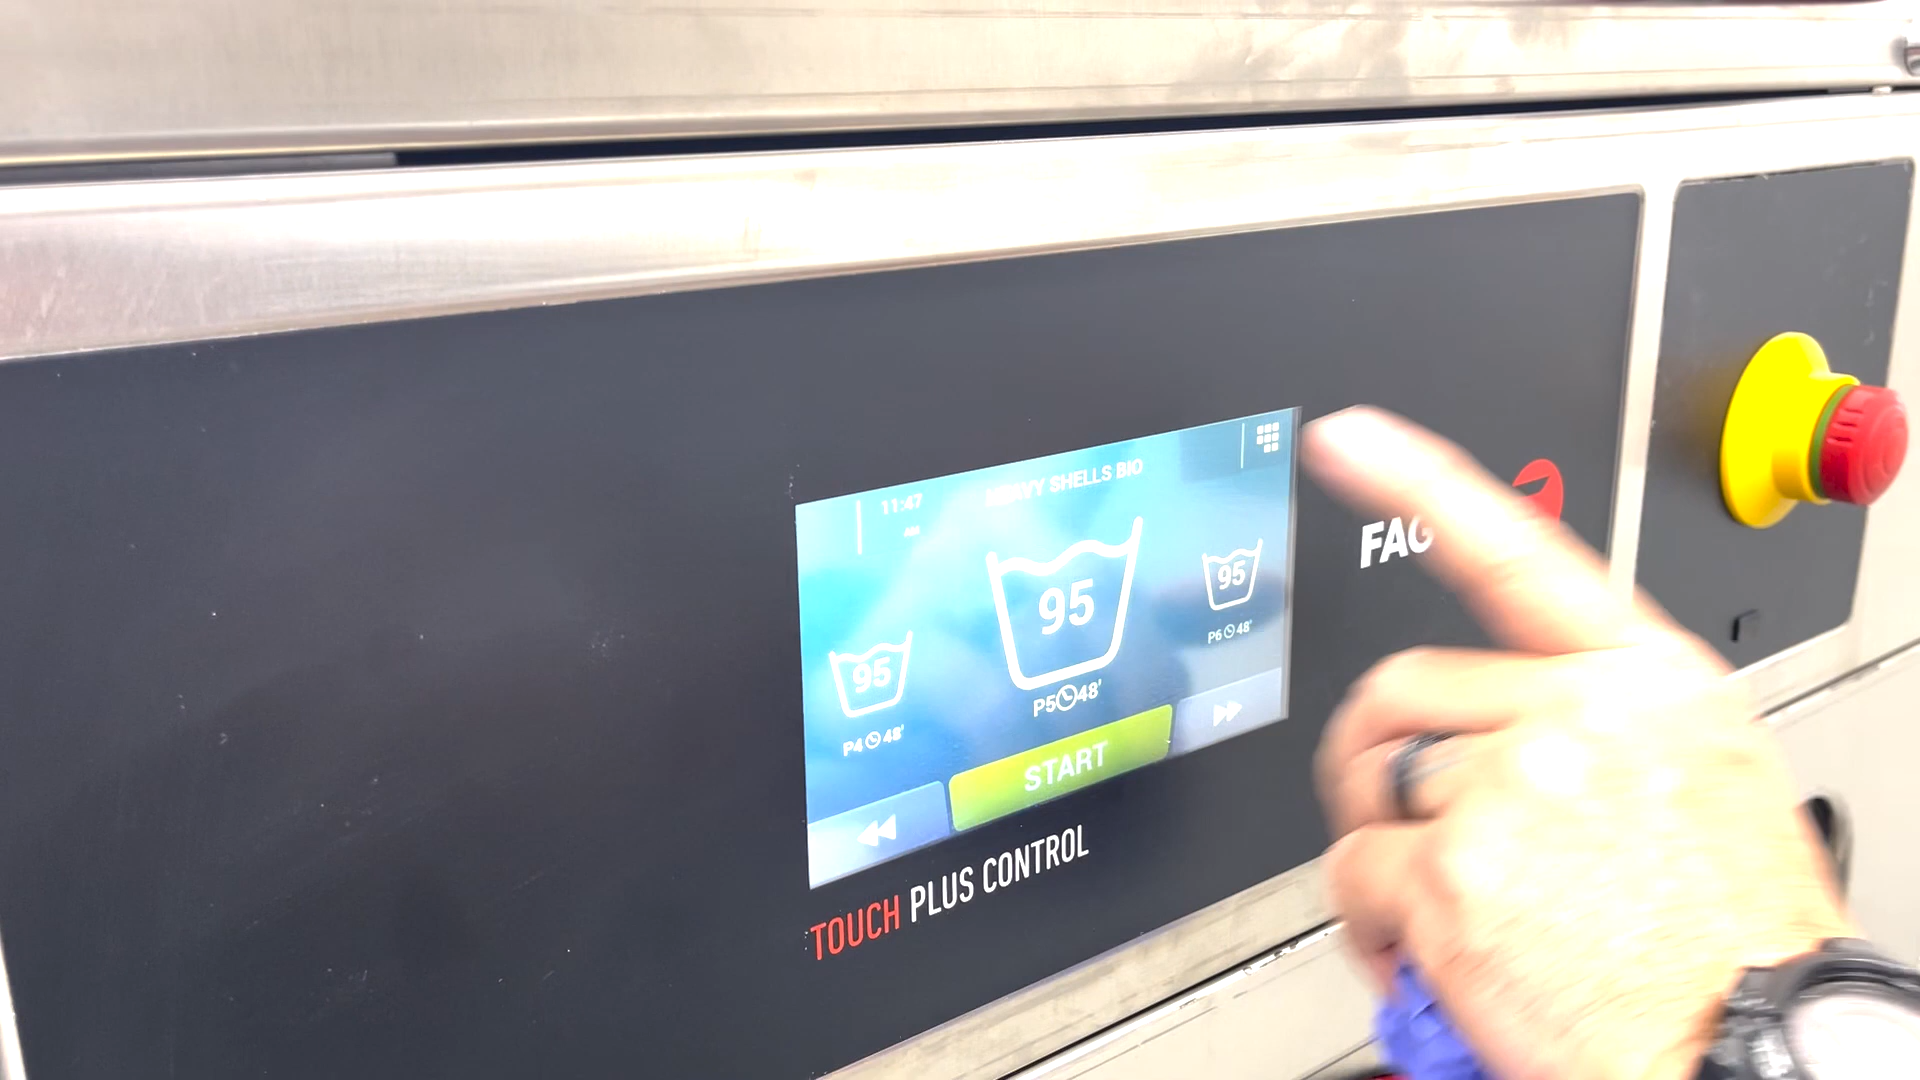 11:47
AM
HEAVY SHELLS BIO
95
95
95
P4 48'
P5 48'
P6 48'
START
TOUCH PLUS CONTROL
FAG